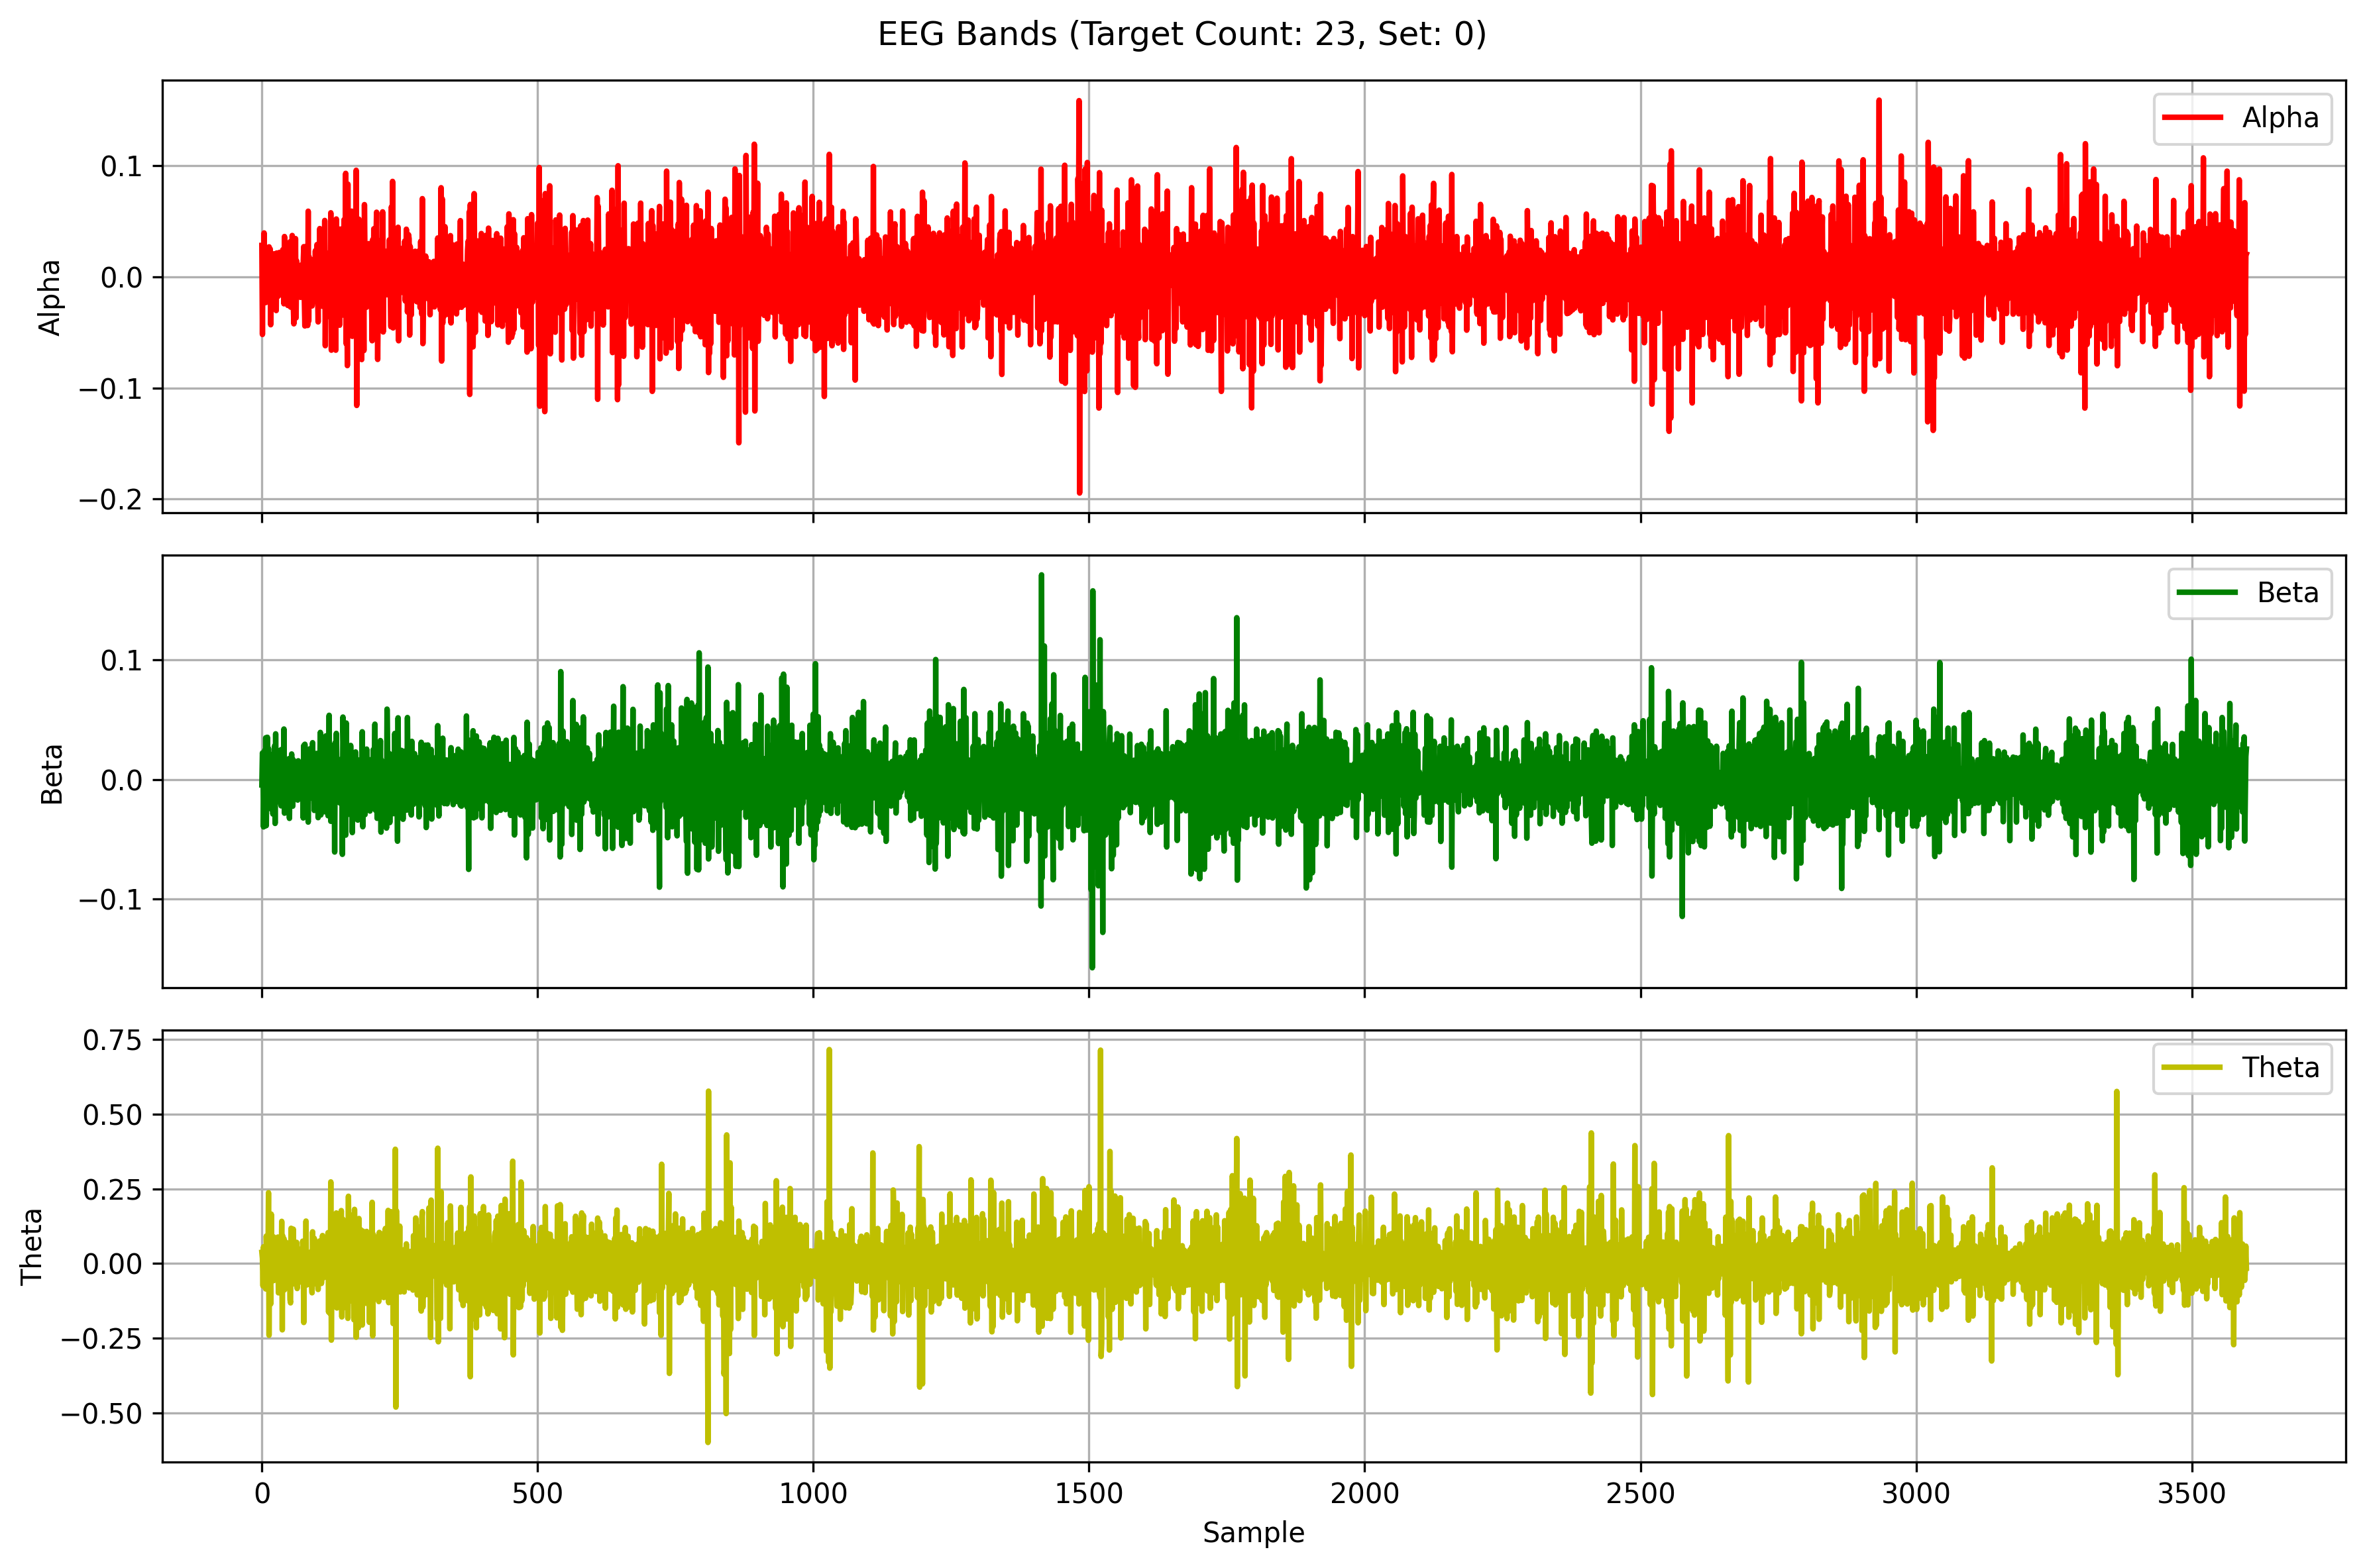 EEG Bands (Target Count: 23, Set: 0)
Alpha
0.1
0.0
−0.1
−0.2
Alpha
Beta
0.1
0.0
−0.1
Beta
Theta
0.75
0.50
0.25
0.00
−0.25
−0.50
Theta
0 500 1000 1500 2000 2500 3000 3500
Sample